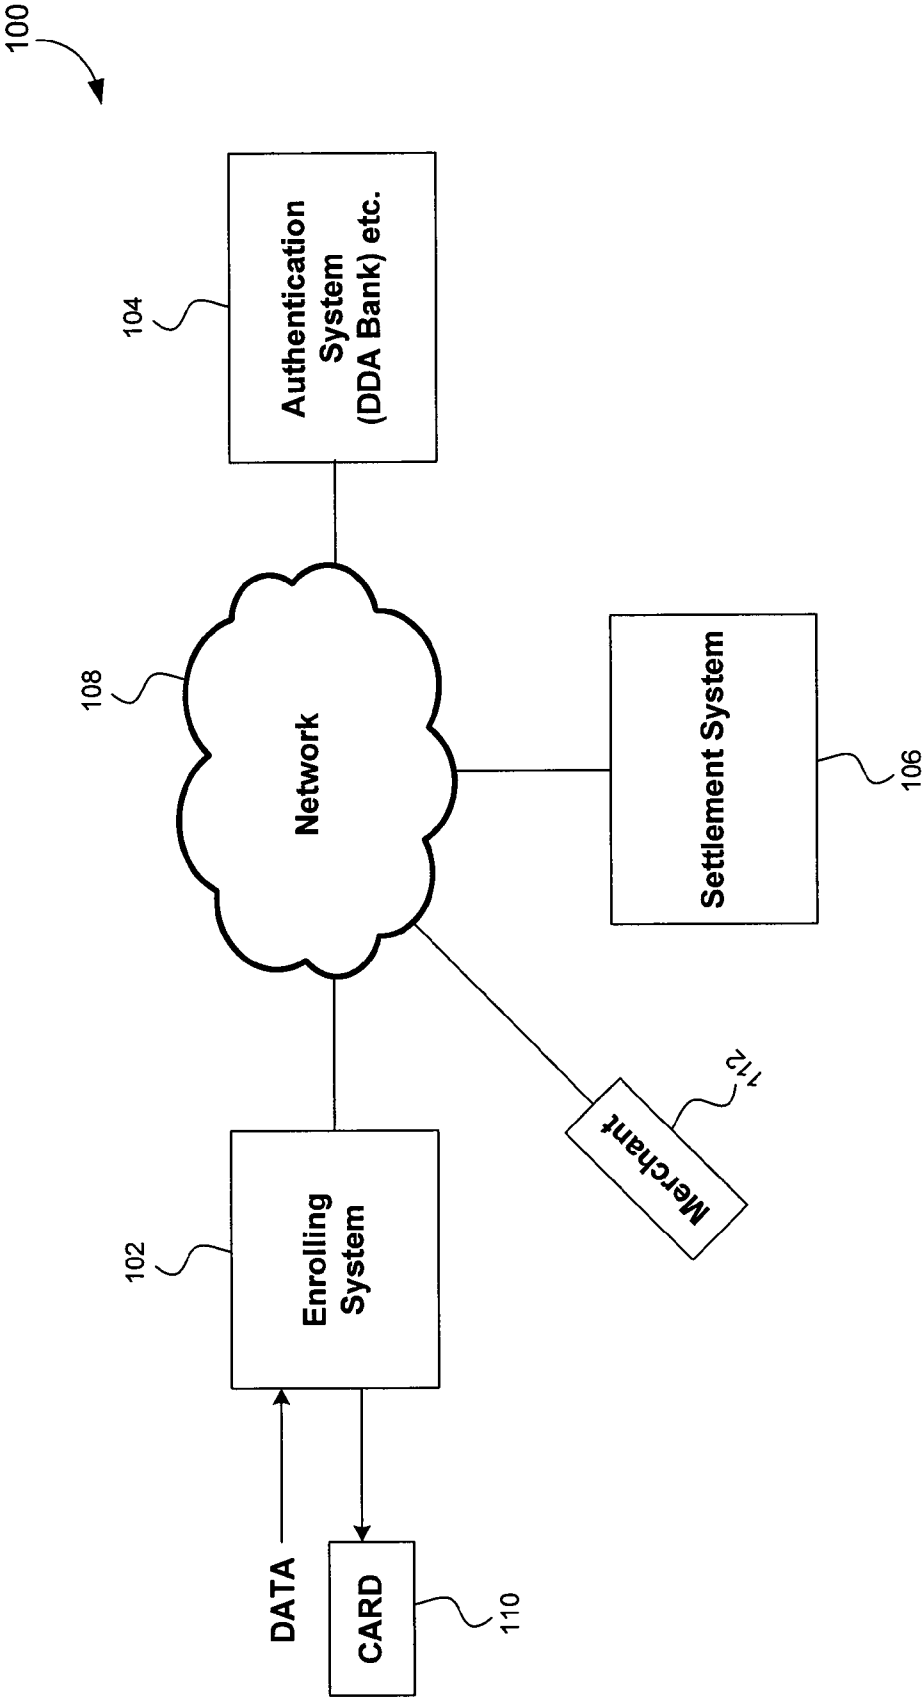 100
104
Authentication
System
(DDA Bank) etc.
108
Network
Settlement System
106
102
Enrolling
System
Merchant
112
DATA
CARD
110